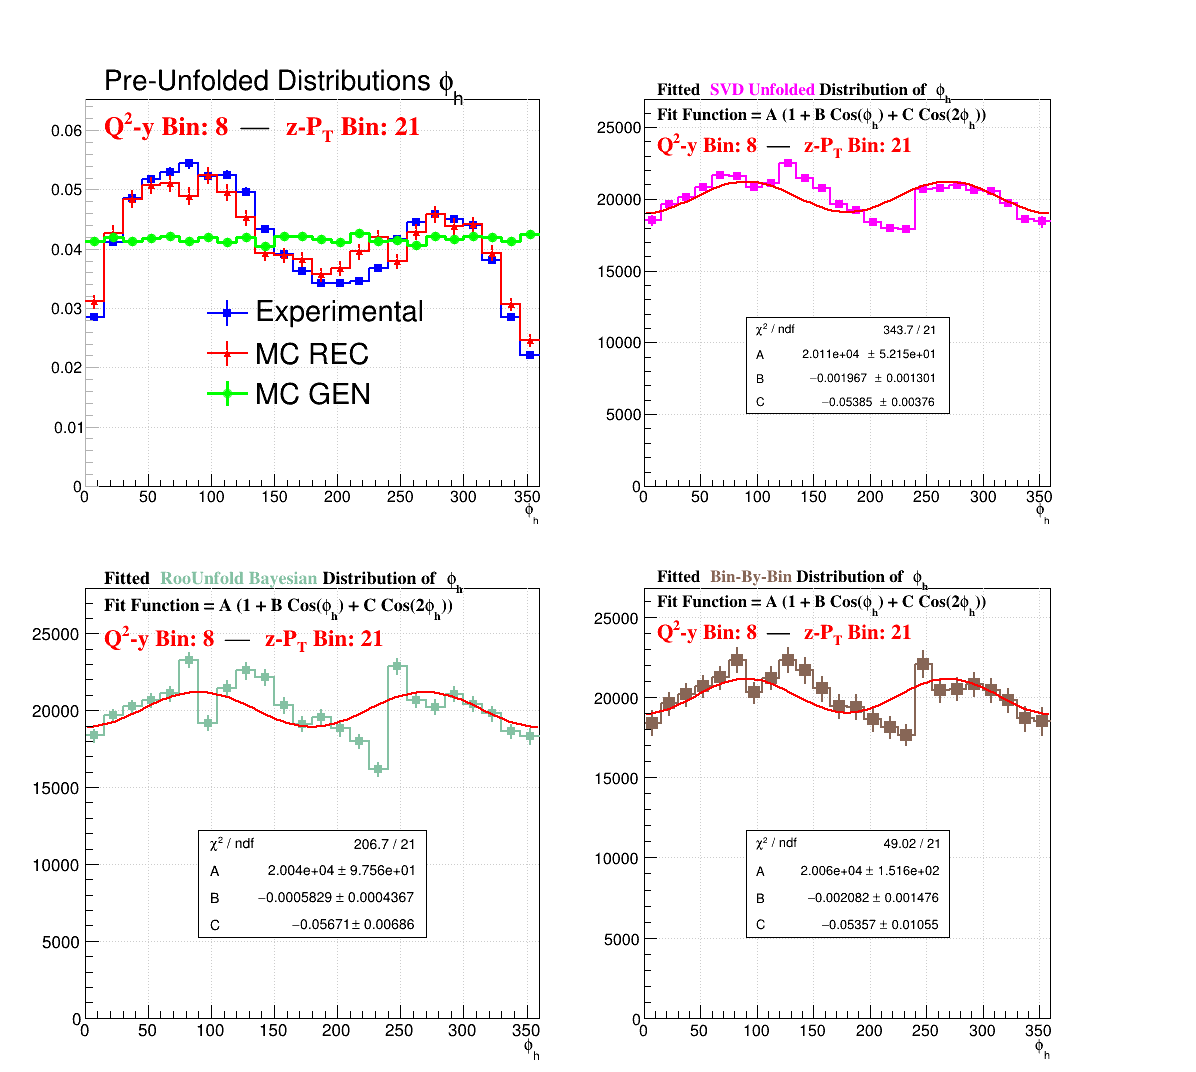 Pre-Unfolded Distributions ϕh
Q²-y Bin: 8 — z-PT Bin: 21
0.06
0.05
0.04
0.03
0.02
0.01
0
Experimental
MC REC
MC GEN
0 50 100 150 200 250 300 350
ϕh
Fitted SVD Unfolded Distribution of ϕh
Fit Function = A (1 + B Cos(ϕh) + C Cos(2ϕh))
Q²-y Bin: 8 — z-PT Bin: 21
25000
20000
15000
10000
5000
0
χ² / ndf 343.7 / 21
A 2.011e+04 ± 5.215e+01
B −0.001967 ± 0.001301
C −0.05385 ± 0.00376
0 50 100 150 200 250 300 350
ϕh
Fitted RooUnfold Bayesian Distribution of ϕh
Fit Function = A (1 + B Cos(ϕh) + C Cos(2ϕh))
Q²-y Bin: 8 — z-PT Bin: 21
25000
20000
15000
10000
5000
0
χ² / ndf 206.7 / 21
A 2.004e+04 ± 9.756e+01
B −0.0005829 ± 0.0004367
C −0.05671 ± 0.00686
0 50 100 150 200 250 300 350
ϕh
Fitted Bin-By-Bin Distribution of ϕh
Fit Function = A (1 + B Cos(ϕh) + C Cos(2ϕh))
Q²-y Bin: 8 — z-PT Bin: 21
25000
20000
15000
10000
5000
0
χ² / ndf 49.02 / 21
A 2.006e+04 ± 1.516e+02
B −0.002082 ± 0.001476
C −0.05357 ± 0.01055
0 50 100 150 200 250 300 350
ϕh